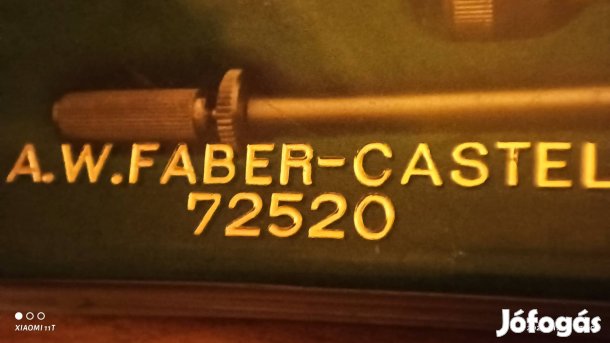 A.W.FABER-CASTEL
72520
XIAOMI 11T
Jófogás